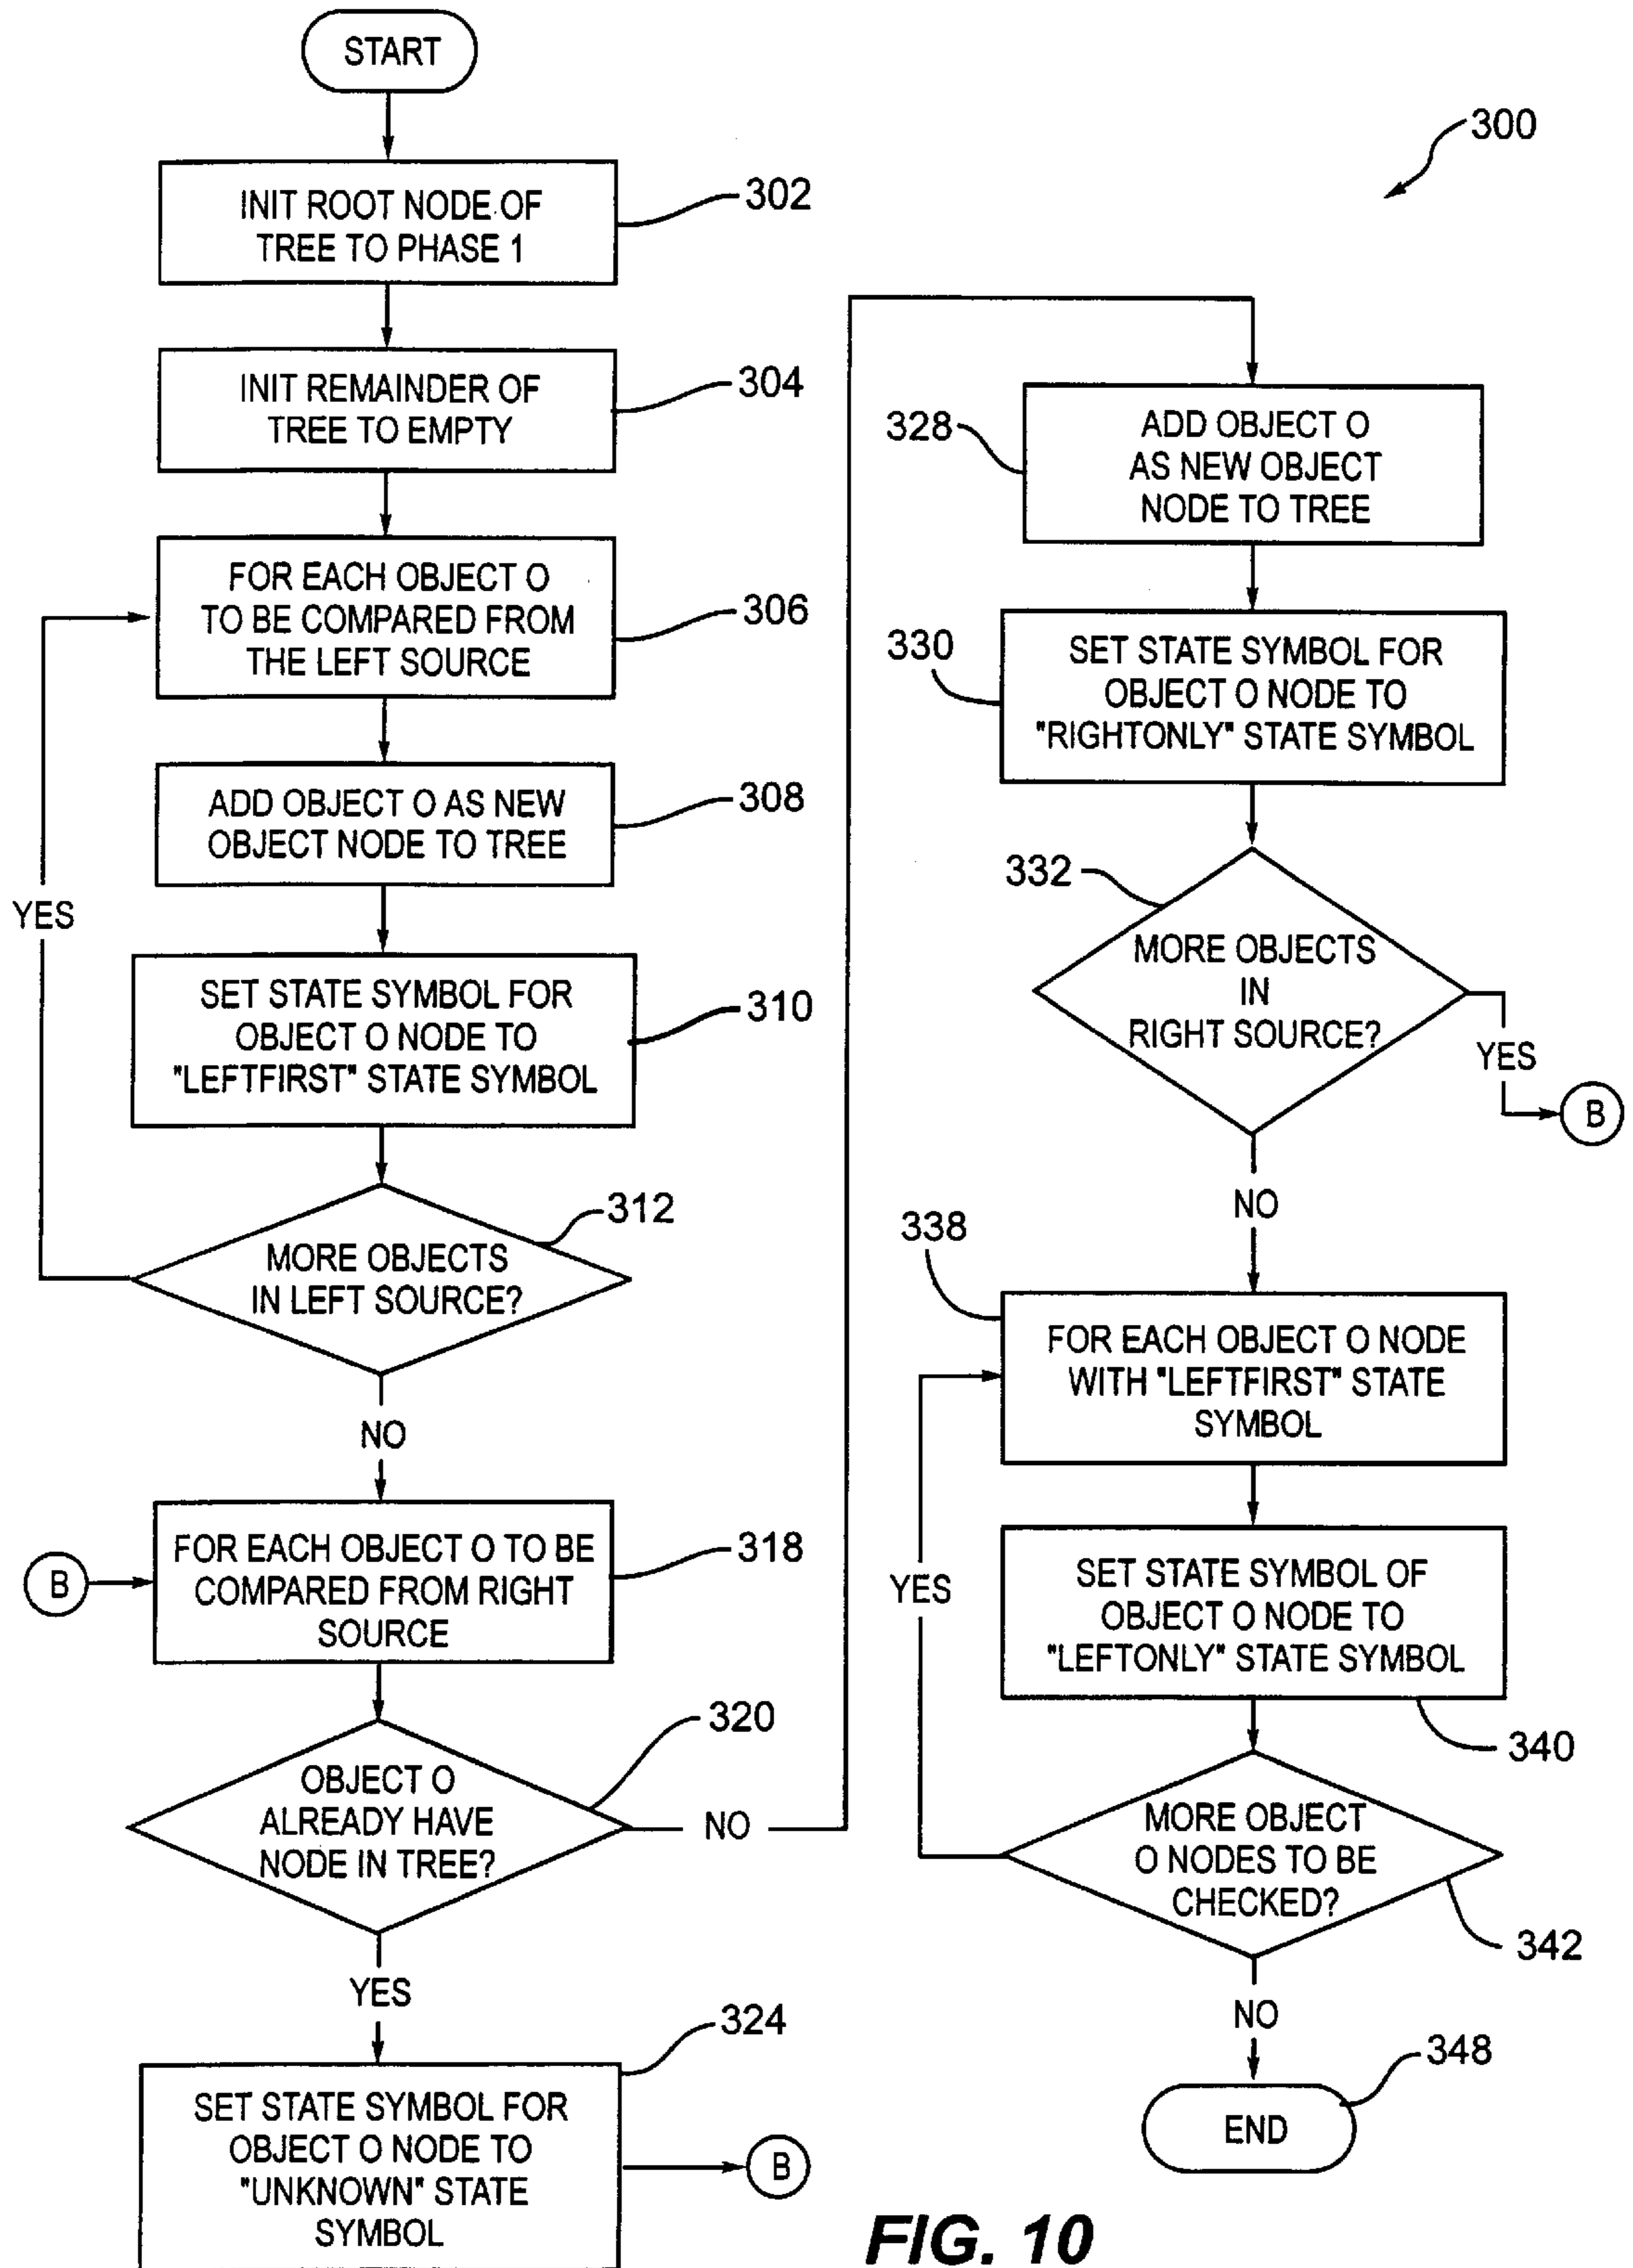 START
300
INIT ROOT NODE OF
TREE TO PHASE 1
302
INIT REMAINDER OF
TREE TO EMPTY
304
FOR EACH OBJECT O
TO BE COMPARED FROM
THE LEFT SOURCE
306
ADD OBJECT O AS NEW
OBJECT NODE TO TREE
308
YES
SET STATE SYMBOL FOR
OBJECT O NODE TO
"LEFTFIRST" STATE SYMBOL
310
MORE OBJECTS
IN LEFT SOURCE?
312
NO
B
FOR EACH OBJECT O TO BE
COMPARED FROM RIGHT
SOURCE
318
OBJECT O
ALREADY HAVE
NODE IN TREE?
320
NO
YES
SET STATE SYMBOL FOR
OBJECT O NODE TO
"UNKNOWN" STATE
SYMBOL
324
B
ADD OBJECT O
AS NEW OBJECT
NODE TO TREE
328
SET STATE SYMBOL FOR
OBJECT O NODE TO
"RIGHTONLY" STATE SYMBOL
330
MORE OBJECTS
IN
RIGHT SOURCE?
332
YES
B
NO
FOR EACH OBJECT O NODE
WITH "LEFTFIRST" STATE
SYMBOL
338
SET STATE SYMBOL OF
OBJECT O NODE TO
"LEFTONLY" STATE SYMBOL
340
YES
MORE OBJECT
O NODES TO BE
CHECKED?
342
NO
END
348
FIG. 10